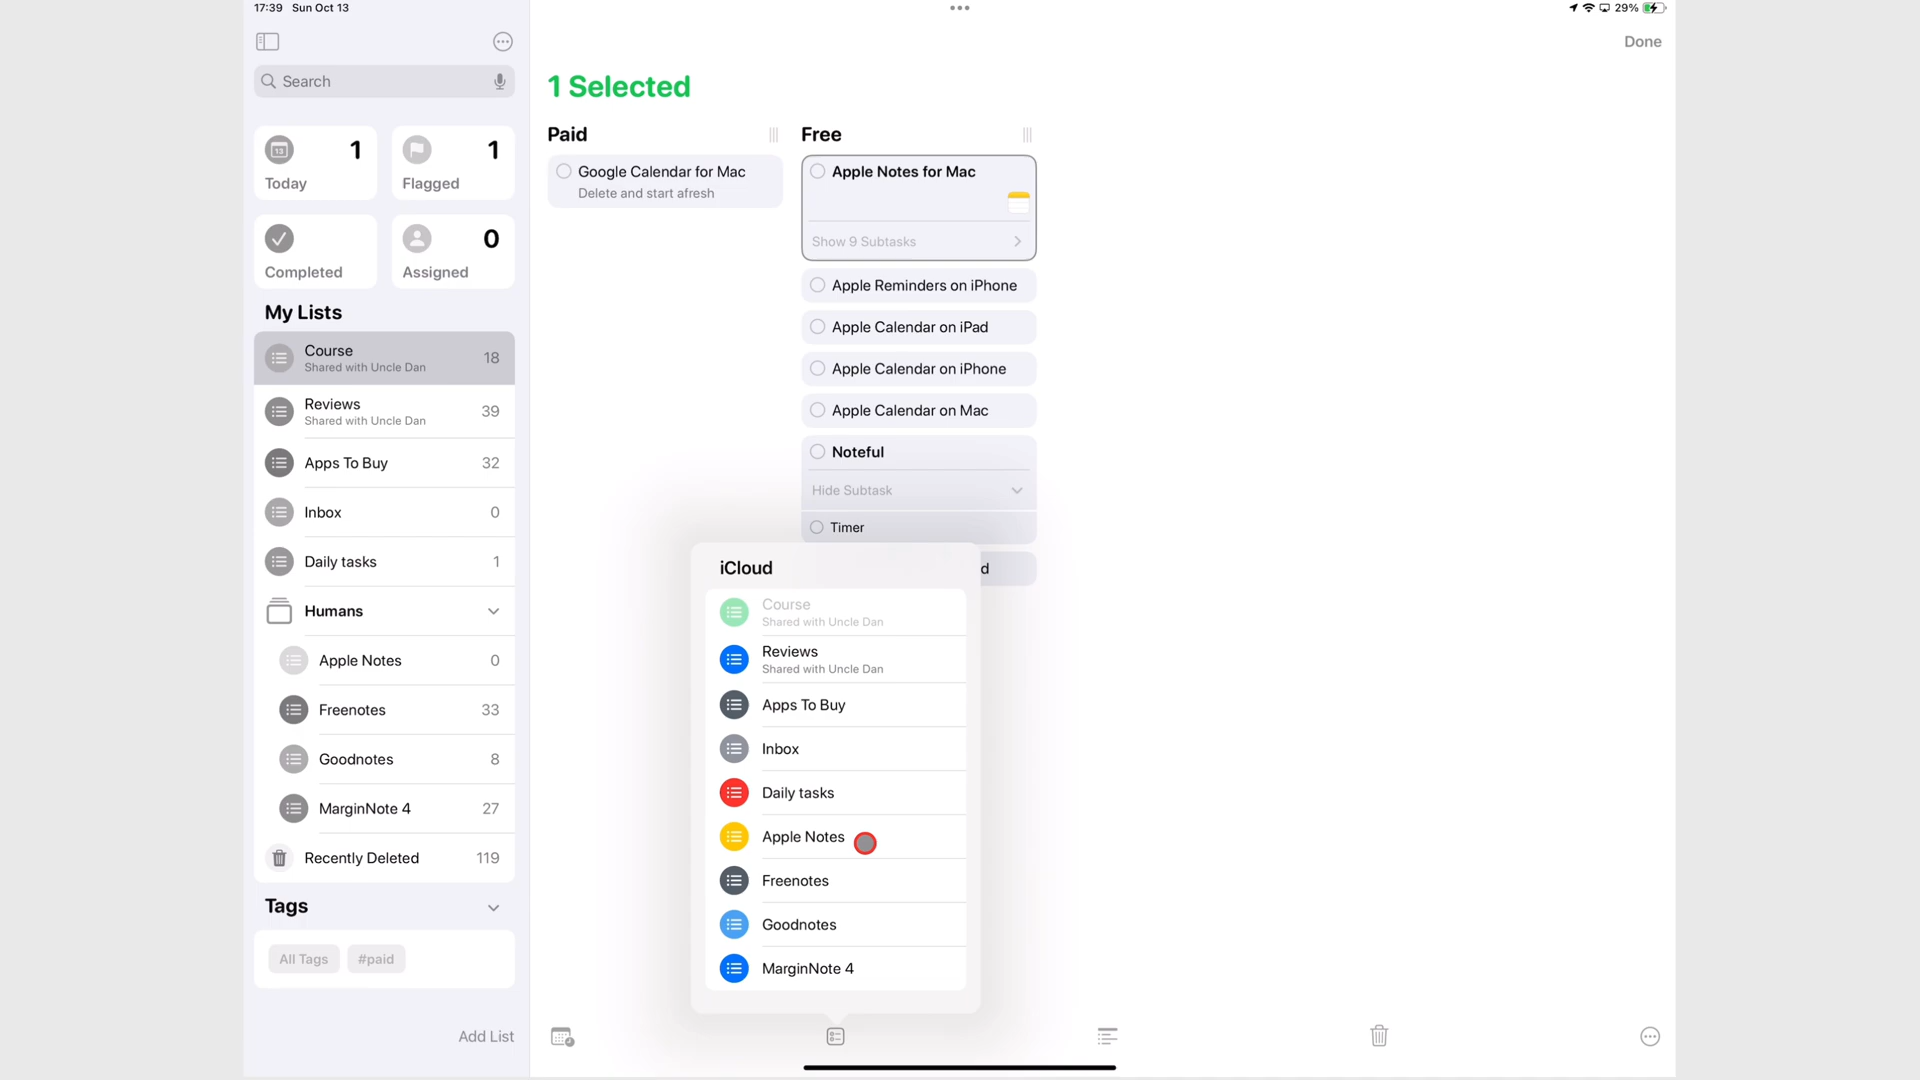 17:39 Sun Oct 13
29%
Done
Search
13
1
Today
1
Flagged
Completed
0
Assigned
My Lists
Course
Shared with Uncle Dan
18
Reviews
Shared with Uncle Dan
39
Apps To Buy
32
Inbox
0
Daily tasks
1
Humans
Apple Notes
0
Freenotes
33
Goodnotes
8
MarginNote 4
27
Recently Deleted
119
Tags
All Tags
#paid
Add List
1 Selected
Paid
Google Calendar for Mac
Delete and start afresh
Free
Apple Notes for Mac
Show 9 Subtasks
Apple Reminders on iPhone
Apple Calendar on iPad
Apple Calendar on iPhone
Apple Calendar on Mac
Noteful
Hide Subtask
Timer
d
iCloud
Course
Shared with Uncle Dan
Reviews
Shared with Uncle Dan
Apps To Buy
Inbox
Daily tasks
Apple Notes
Freenotes
Goodnotes
MarginNote 4